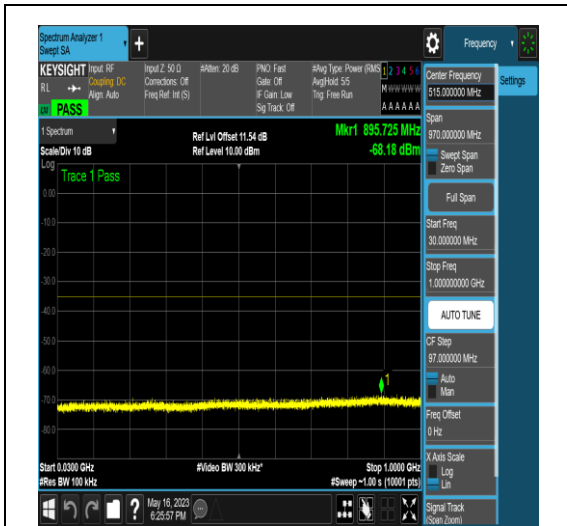 Spectrum Analyzer 1
Swept SA
+
Frequency
KEYSIGHT
Input: RF
Coupling: DC
Align: Auto
Input Z: 50 Ω
Corrections: Off
Freq Ref: Int (S)
#Atten: 20 dB
PNO: Fast
Gate: Off
IF Gain: Low
Sig Track: Off
#Avg Type: Power (RMS
Avg|Hold: 5/5
Trig: Free Run
1 2 3 4 5 6
M W W W W W
A A A A A A
RL
PASS
Center Frequency
515.000000 MHz
Settings
Span
970.000000 MHz
Swept Span
Zero Span
Full Span
Start Freq
30.000000 MHz
Stop Freq
1.000000000 GHz
AUTO TUNE
CF Step
97.000000 MHz
Auto
Man
Freq Offset
0 Hz
X Axis Scale
Log
Lin
Signal Track
(Span Zoom)
1 Spectrum
Scale/Div 10 dB
Ref Lvl Offset 11.54 dB
Ref Level 10.00 dBm
Mkr1 895.725 MHz
-68.18 dBm
Log
Trace 1 Pass
0.00
-10.0
-20.0
-30.0
-40.0
-50.0
-60.0
-70.0
-80.0
1
Start 0.0300 GHz
#Res BW 100 kHz
#Video BW 300 kHz*
Stop 1.0000 GHz
#Sweep ~1.00 s (10001 pts)
?
May 16, 2023
6:25:57 PM